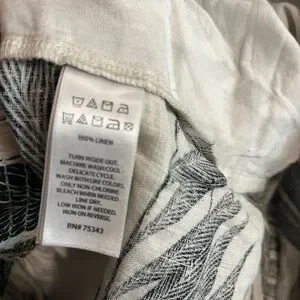 100% LINEN
TURN INSIDE OUT.
MACHINE WASH COOL -
DELICATE CYCLE.
WASH WITH LIKE COLORS.
ONLY NON-CHLORINE
BLEACH WHEN NEEDED.
LINE DRY.
LOW IRON IF NEEDED.
IRON ON REVERSE.
RN# 75343